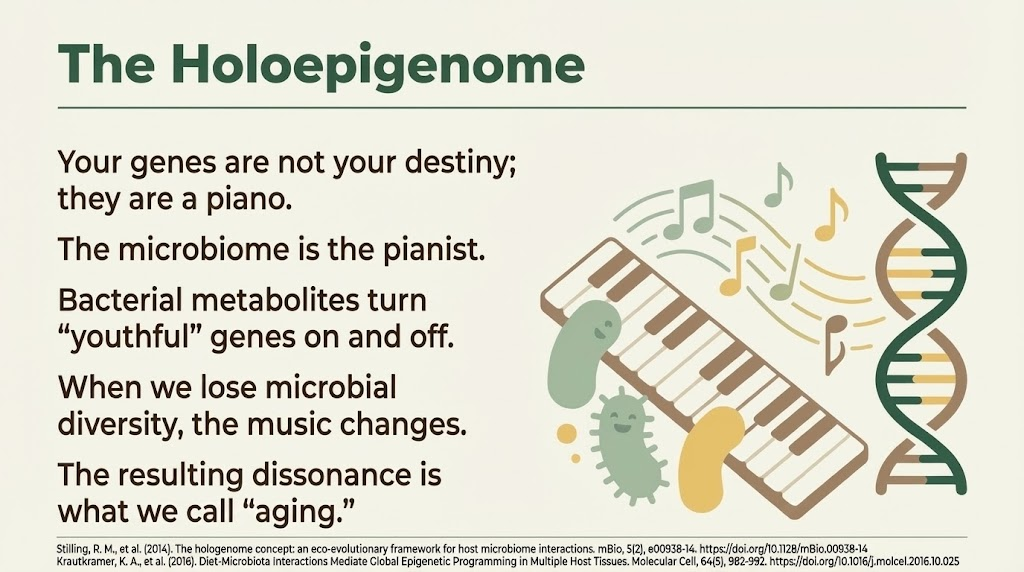 The Holoepigenome
Your genes are not your destiny;
they are a piano.
The microbiome is the pianist.
Bacterial metabolites turn
“youthful” genes on and off.
When we lose microbial
diversity, the music changes.
The resulting dissonance is
what we call “aging.”
Stilling, R. M., et al. (2014). The hologenome concept: an eco-evolutionary framework for host microbiome interactions. mBio, 5(2), e00938-14. https://doi.org/10.1128/mBio.00938-14
Krautkramer, K. A., et al. (2016). Diet-Microbiota Interactions Mediate Global Epigenetic Programming in Multiple Host Tissues. Molecular Cell, 64(5), 982-992. https://doi.org/10.1016/j.molcel.2016.10.025